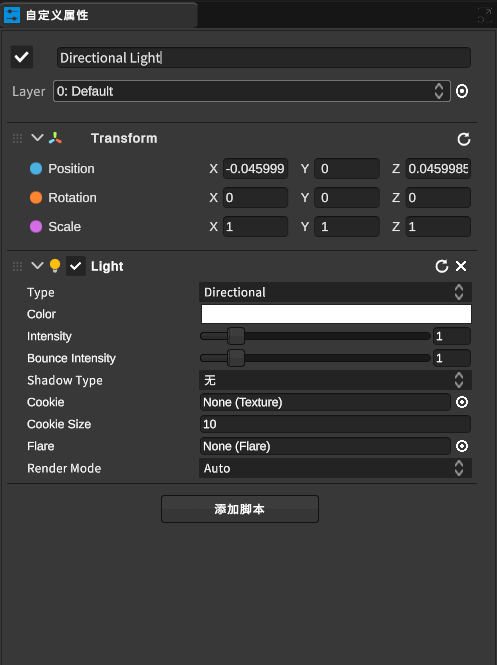 自定义属性
Directional Light
Layer 0: Default
Transform
Position X -0.045999 Y 0 Z 0.0459985
Rotation X 0 Y 0 Z 0
Scale X 1 Y 1 Z 1
Light
Type Directional
Color
Intensity 1
Bounce Intensity 1
Shadow Type 无
Cookie None (Texture)
Cookie Size 10
Flare None (Flare)
Render Mode Auto
添加脚本